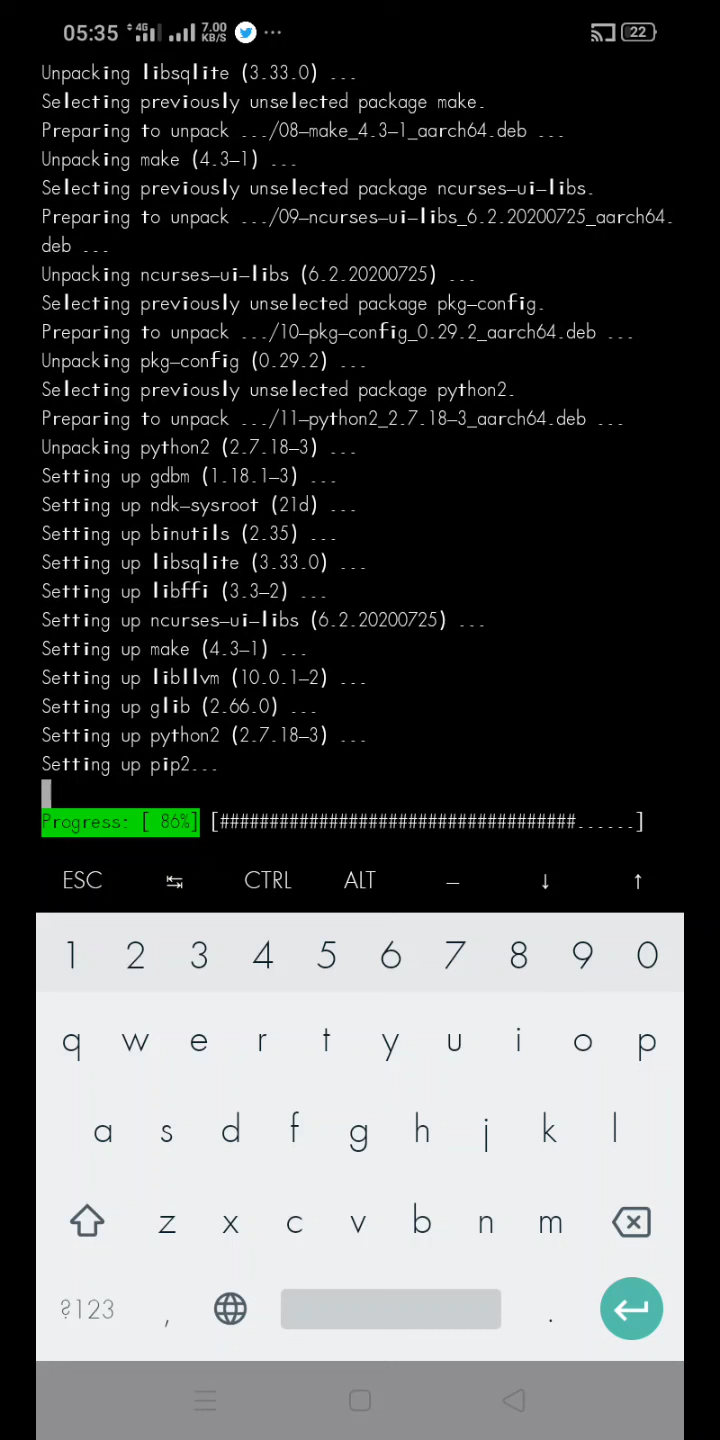 05:35 4G 7.00 KB/S ... 22
Unpacking libsqlite (3.33.0) ...
Selecting previously unselected package make.
Preparing to unpack .../08-make_4.3-1_aarch64.deb ...
Unpacking make (4.3-1) ...
Selecting previously unselected package ncurses-ui-libs.
Preparing to unpack .../09-ncurses-ui-libs_6.2.20200725_aarch64.
deb ...
Unpacking ncurses-ui-libs (6.2.20200725) ...
Selecting previously unselected package pkg-config.
Preparing to unpack .../10-pkg-config_0.29.2_aarch64.deb ...
Unpacking pkg-config (0.29.2) ...
Selecting previously unselected package python2.
Preparing to unpack .../11-python2_2.7.18-3_aarch64.deb ...
Unpacking python2 (2.7.18-3) ...
Setting up gdbm (1.18.1-3) ...
Setting up ndk-sysroot (21d) ...
Setting up binutils (2.35) ...
Setting up libsqlite (3.33.0) ...
Setting up libffi (3.3-2) ...
Setting up ncurses-ui-libs (6.2.20200725) ...
Setting up make (4.3-1) ...
Setting up libllvm (10.0.1-2) ...
Setting up glib (2.66.0) ...
Setting up python2 (2.7.18-3) ...
Setting up pip2...
Progress: [ 86%] [####################################......]
ESC ↹ CTRL ALT – ↓ ↑
1 2 3 4 5 6 7 8 9 0
q w e r t y u i o p
a s d f g h j k l
z x c v b n m
?123 , .